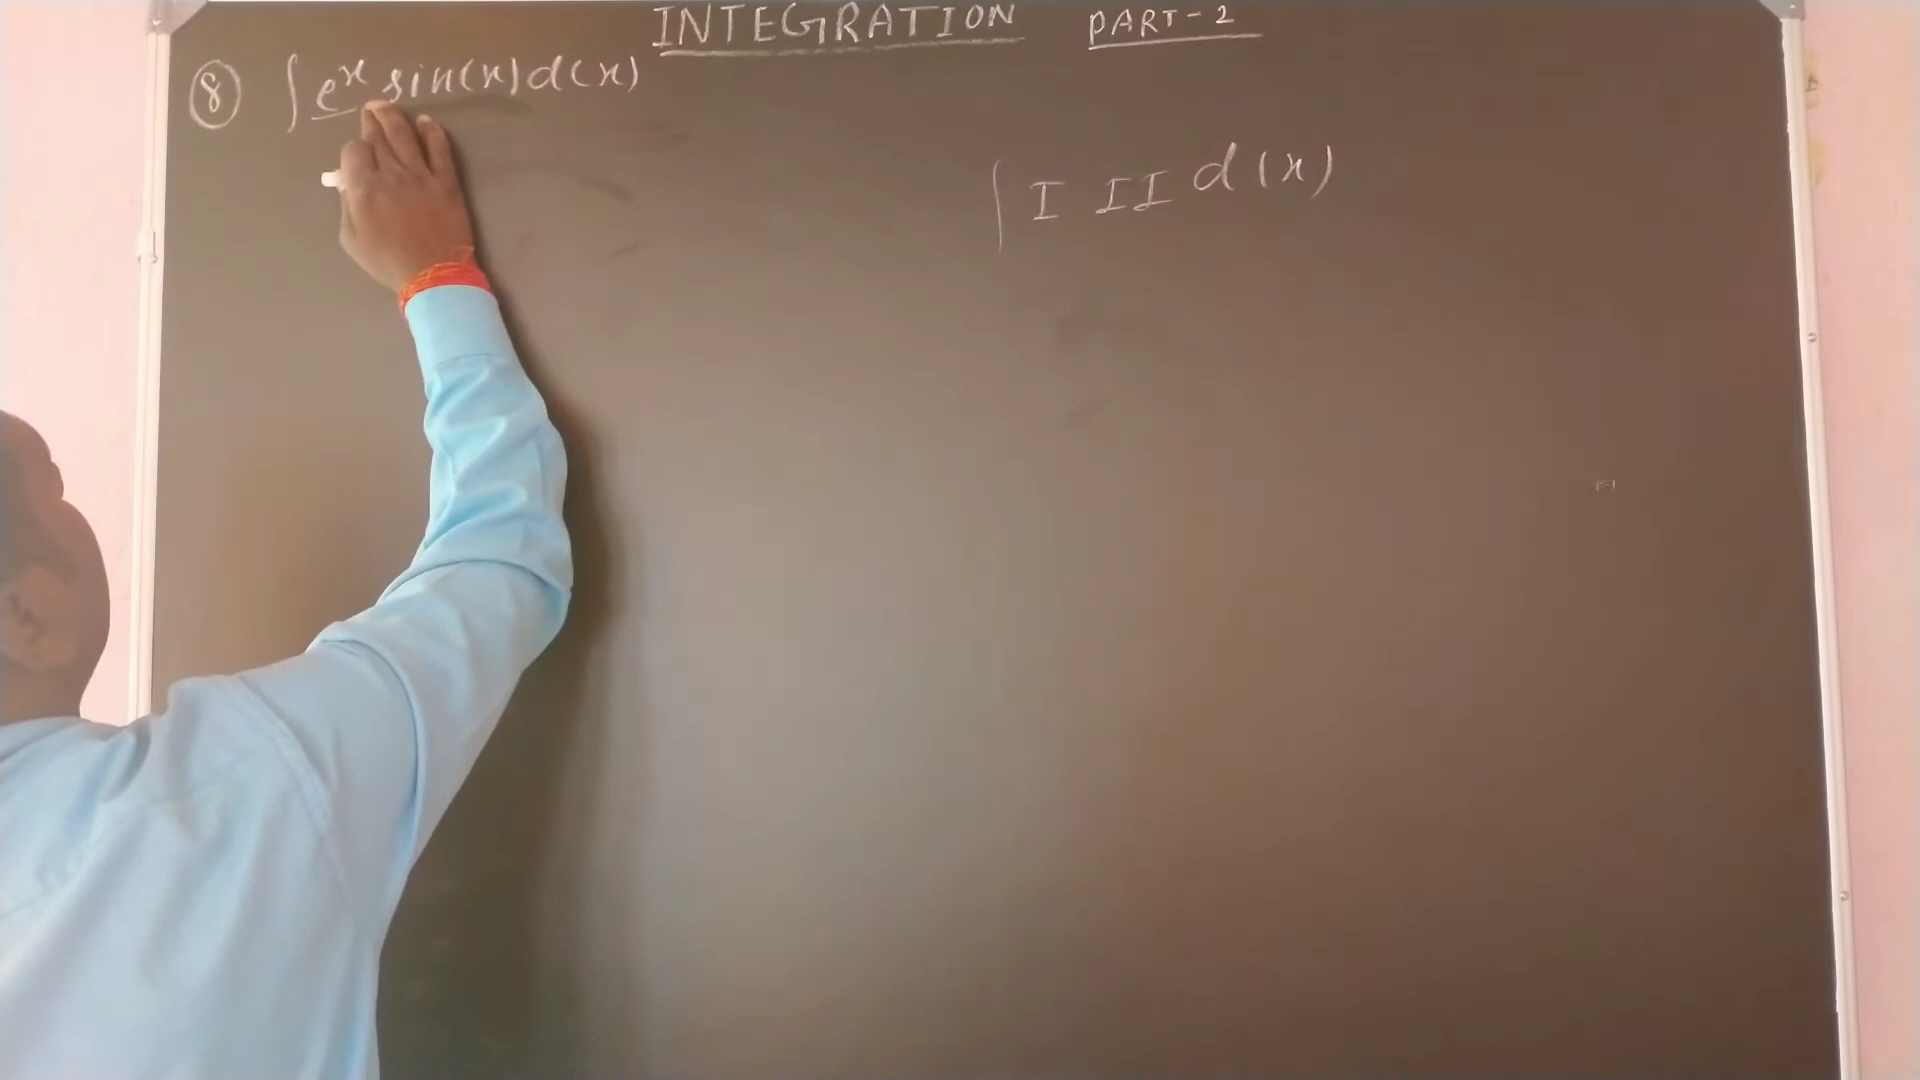 INTEGRATION PART-2
⑧ ∫e^x sin(x)d(x)
∫ I II d(x)